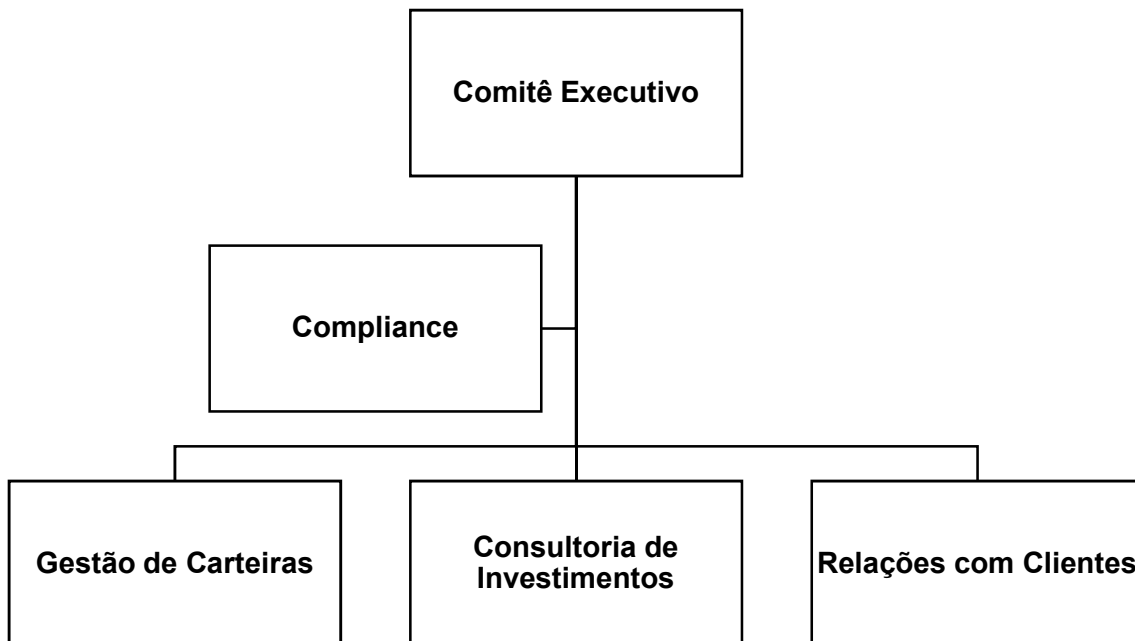 Comitê Executivo
Compliance
Gestão de Carteiras
Consultoria de
Investimentos
Relações com Clientes